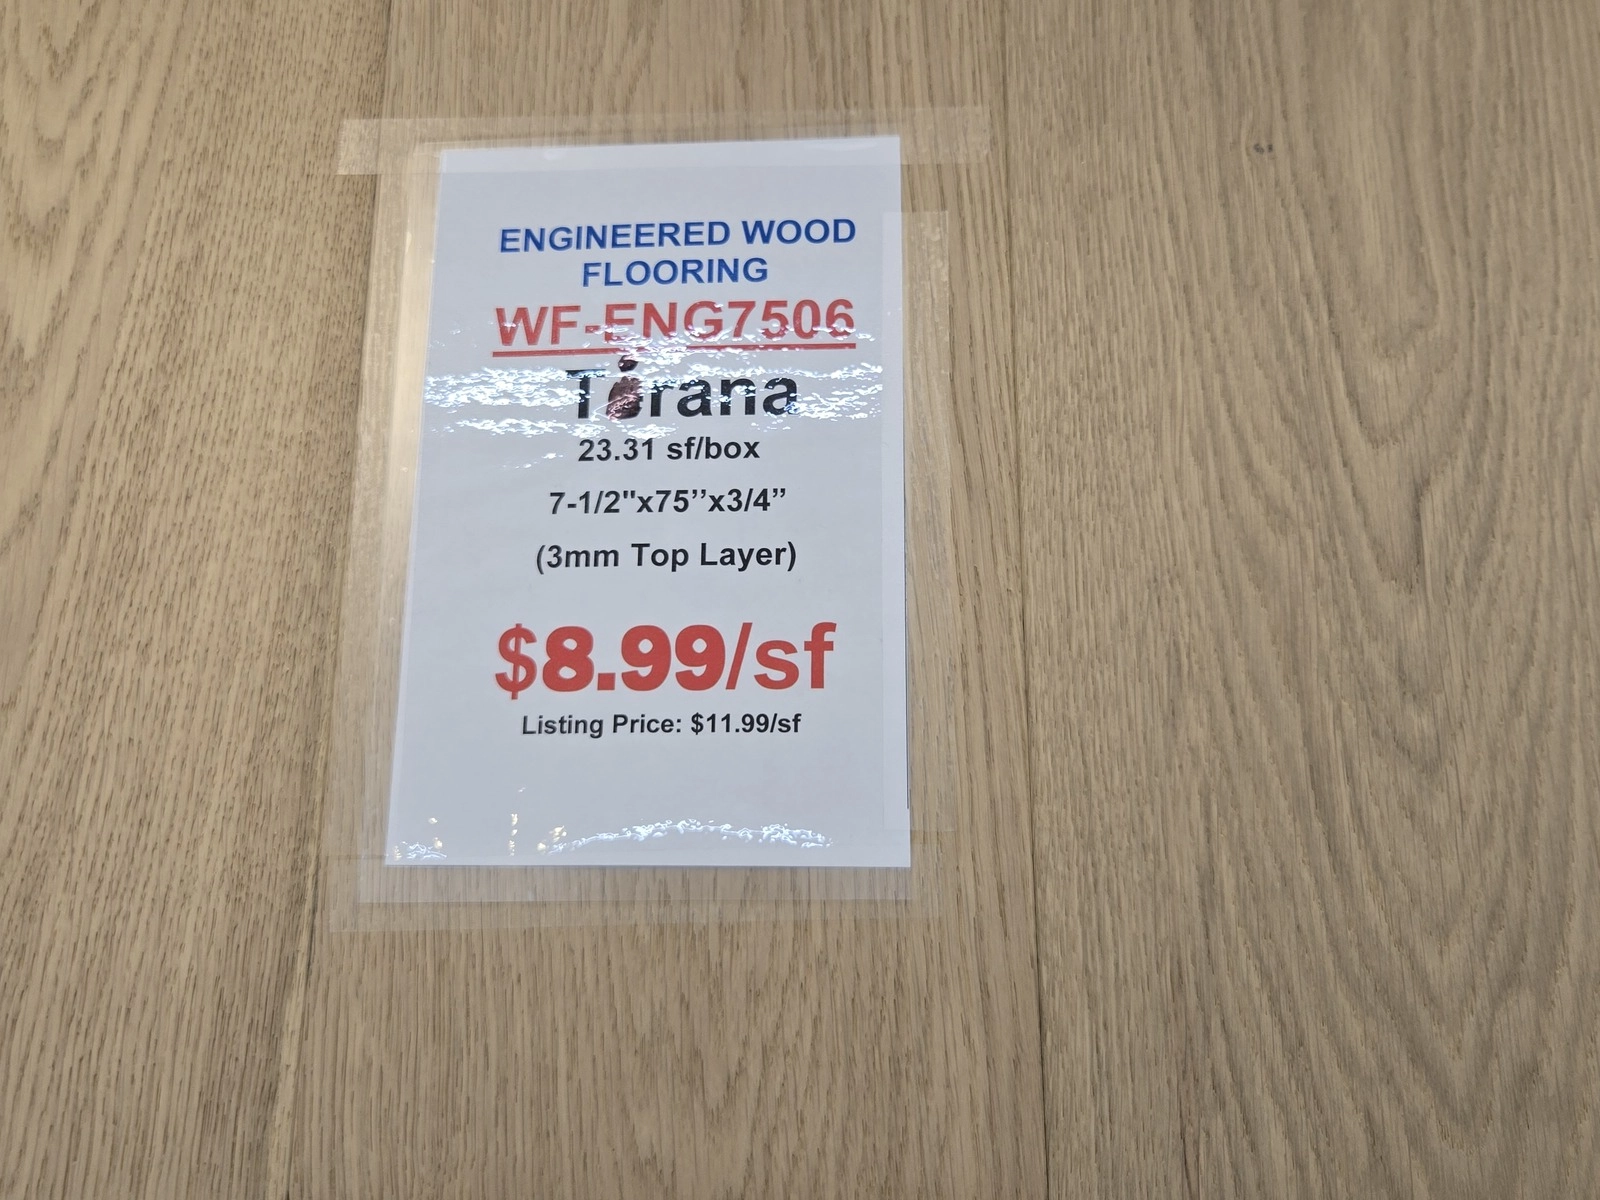 ENGINEERED WOOD
FLOORING
WF-ENG7506
23.31 sf/box
7-1/2"x75’’x3/4”
(3mm Top Layer)
$8.99/sf
Listing Price: $11.99/sf